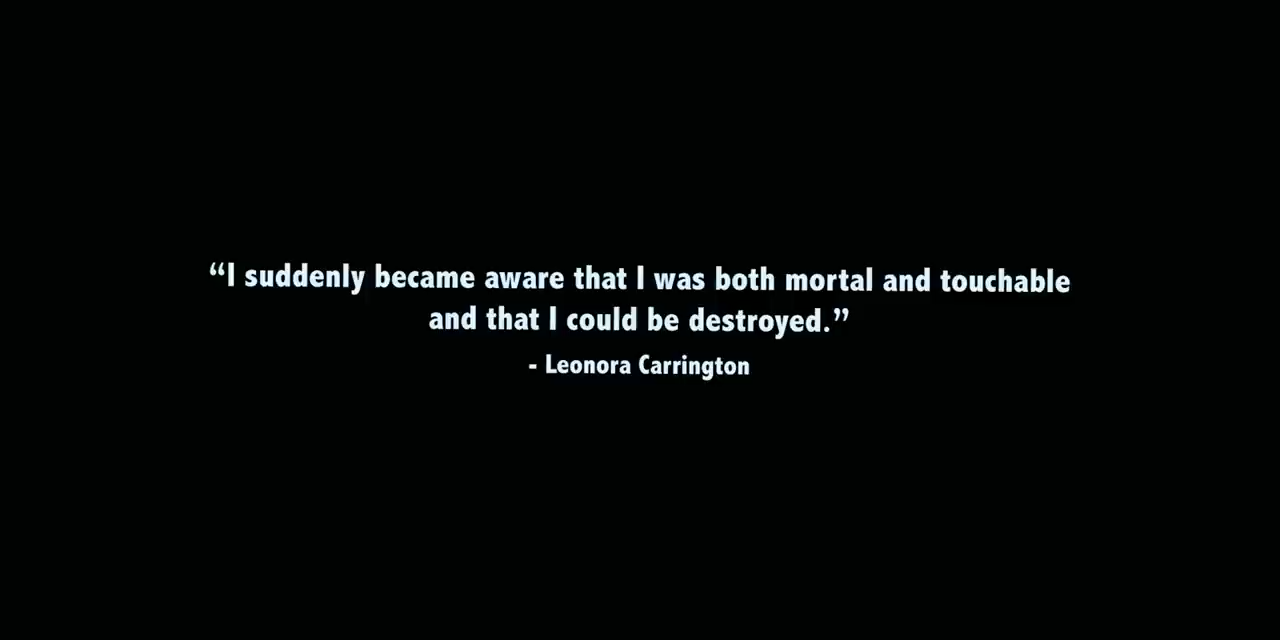 “I suddenly became aware that I was both mortal and touchable
and that I could be destroyed.”
- Leonora Carrington